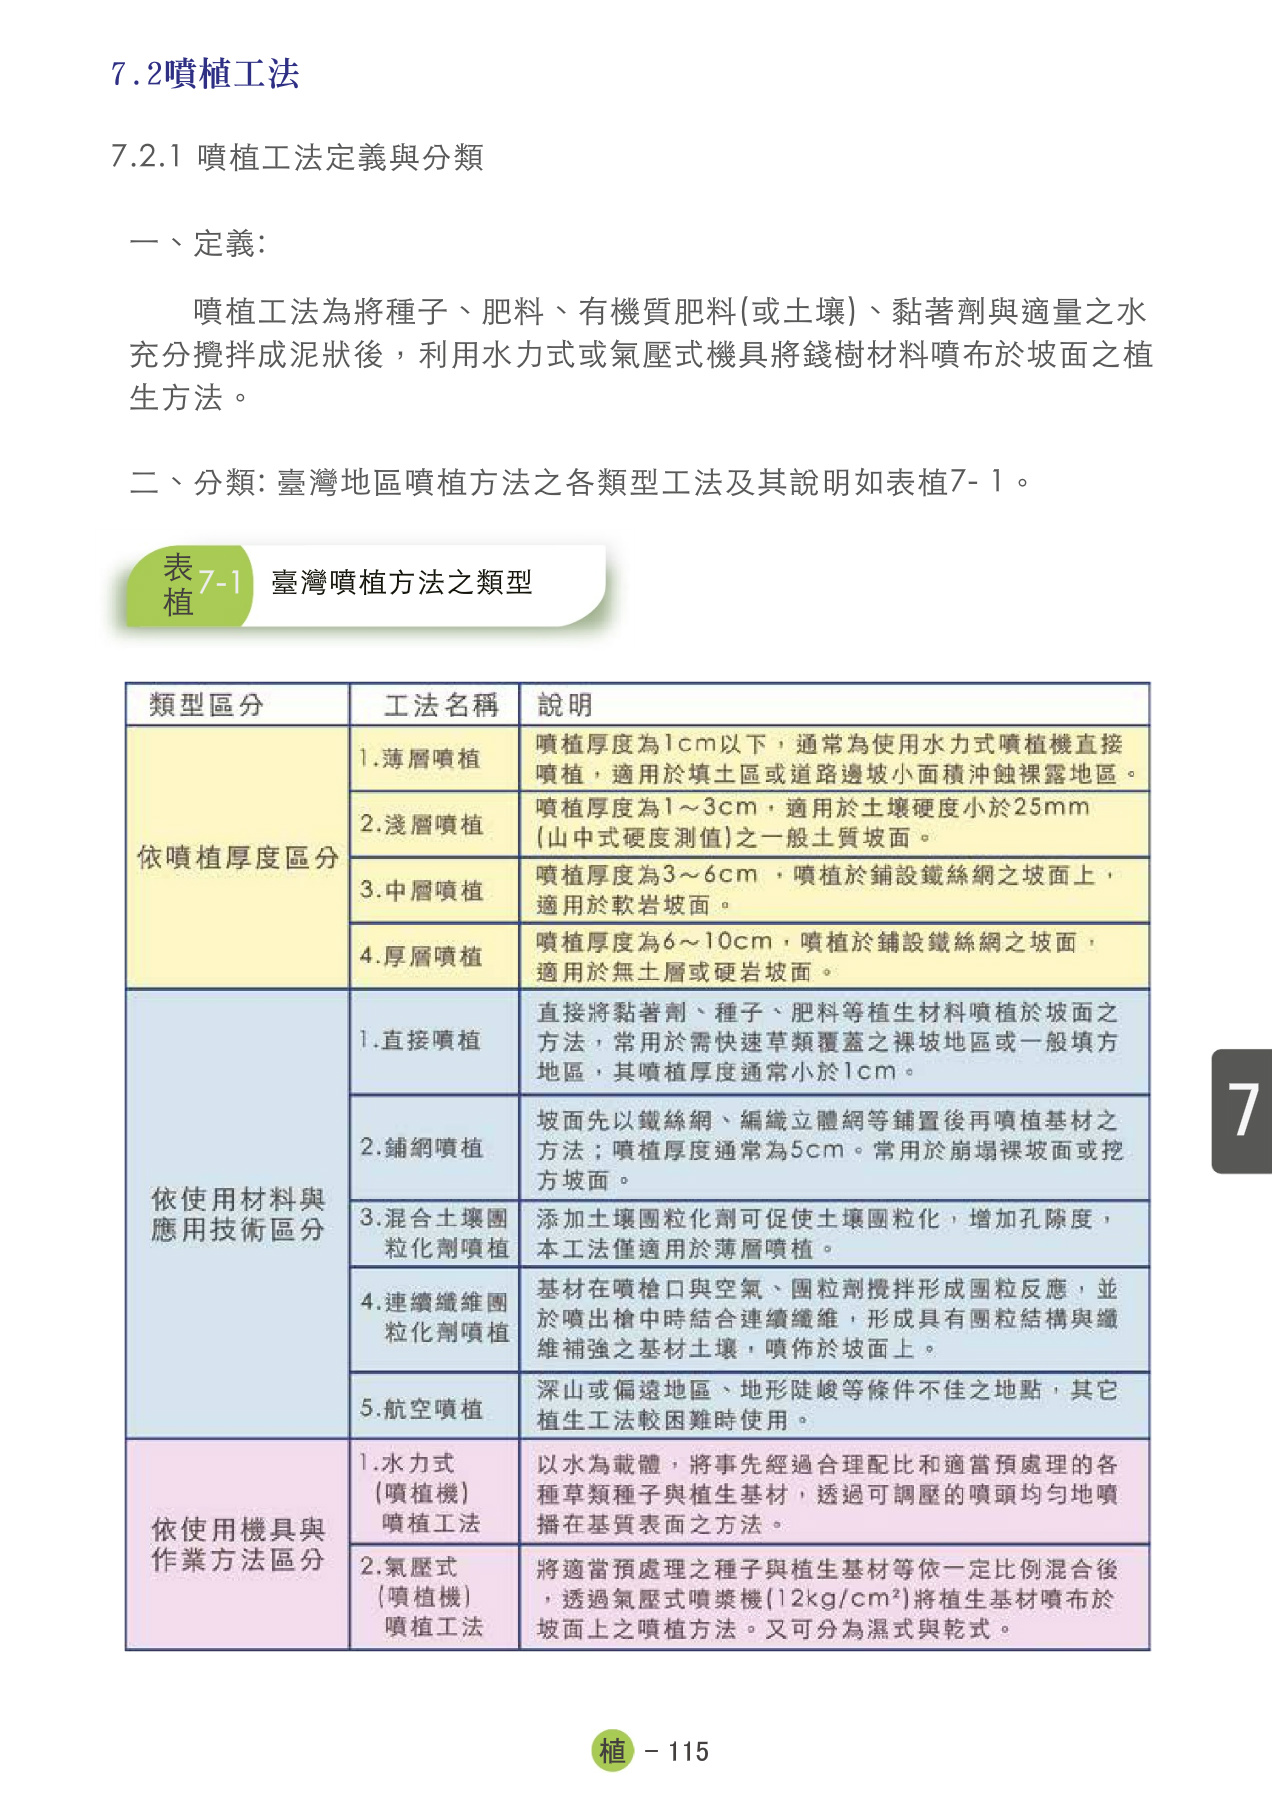 7.2噴植工法
7.2.1 噴植工法定義與分類
一、定義:
噴植工法為將種子、肥料、有機質肥料(或土壤)、黏著劑與適量之水
充分攪拌成泥狀後，利用水力式或氣壓式機具將錢樹材料噴布於坡面之植
生方法。
二、分類: 臺灣地區噴植方法之各類型工法及其說明如表植7- 1。
表植 7-1 臺灣噴植方法之類型
類型區分 工法名稱 說明
依噴植厚度區分
1.薄層噴植
噴植厚度為1cm以下，通常為使用水力式噴植機直接
噴植，適用於填土區或道路邊坡小面積沖蝕裸露地區。
2.淺層噴植
噴植厚度為1～3cm，適用於土壤硬度小於25mm
(山中式硬度測值)之一般土質坡面。
3.中層噴植
噴植厚度為3～6cm ，噴植於鋪設鐵絲網之坡面上，
適用於軟岩坡面。
4.厚層噴植
噴植厚度為6～10cm，噴植於鋪設鐵絲網之坡面，
適用於無土層或硬岩坡面。
依使用材料與
應用技術區分
1.直接噴植
直接將黏著劑、種子、肥料等植生材料噴植於坡面之
方法，常用於需快速草類覆蓋之裸坡地區或一般填方
地區，其噴植厚度通常小於1cm。
2.鋪網噴植
坡面先以鐵絲網、編織立體網等鋪置後再噴植基材之
方法；噴植厚度通常為5cm。常用於崩塌裸坡面或挖
方坡面。
3.混合土壤團
粒化劑噴植
添加土壤團粒化劑可促使土壤團粒化，增加孔隙度，
本工法僅適用於薄層噴植。
4.連續纖維團
粒化劑噴植
基材在噴槍口與空氣、團粒劑攪拌形成團粒反應，並
於噴出槍中時結合連續纖維，形成具有團粒結構與纖
維補強之基材土壤，噴佈於坡面上。
5.航空噴植
深山或偏遠地區、地形陡峻等條件不佳之地點，其它
植生工法較困難時使用。
依使用機具與
作業方法區分
1.水力式
(噴植機)
噴植工法
以水為載體，將事先經過合理配比和適當預處理的各
種草類種子與植生基材，透過可調壓的噴頭均勻地噴
播在基質表面之方法。
2.氣壓式
(噴植機)
噴植工法
將適當預處理之種子與植生基材等依一定比例混合後
，透過氣壓式噴漿機(12kg/cm²)將植生基材噴布於
坡面上之噴植方法。又可分為濕式與乾式。
7
植 – 115